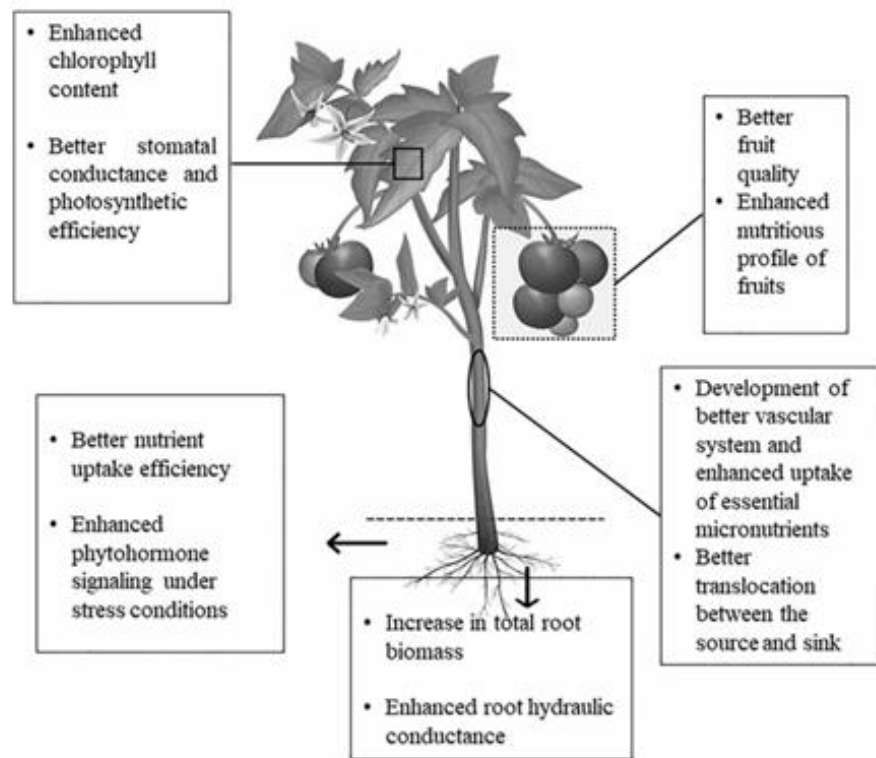 • Enhanced
chlorophyll
content
• Better stomatal
conductance and
photosynthetic
efficiency
• Better
fruit
quality
• Enhanced
nutritious
profile of
fruits
• Better nutrient
uptake efficiency
• Enhanced
phytohormone
signaling under
stress conditions
• Development of
better vascular
system and
enhanced uptake
of essential
micronutrients
• Better
translocation
between the
source and sink
• Increase in total root
biomass
• Enhanced root hydraulic
conductance